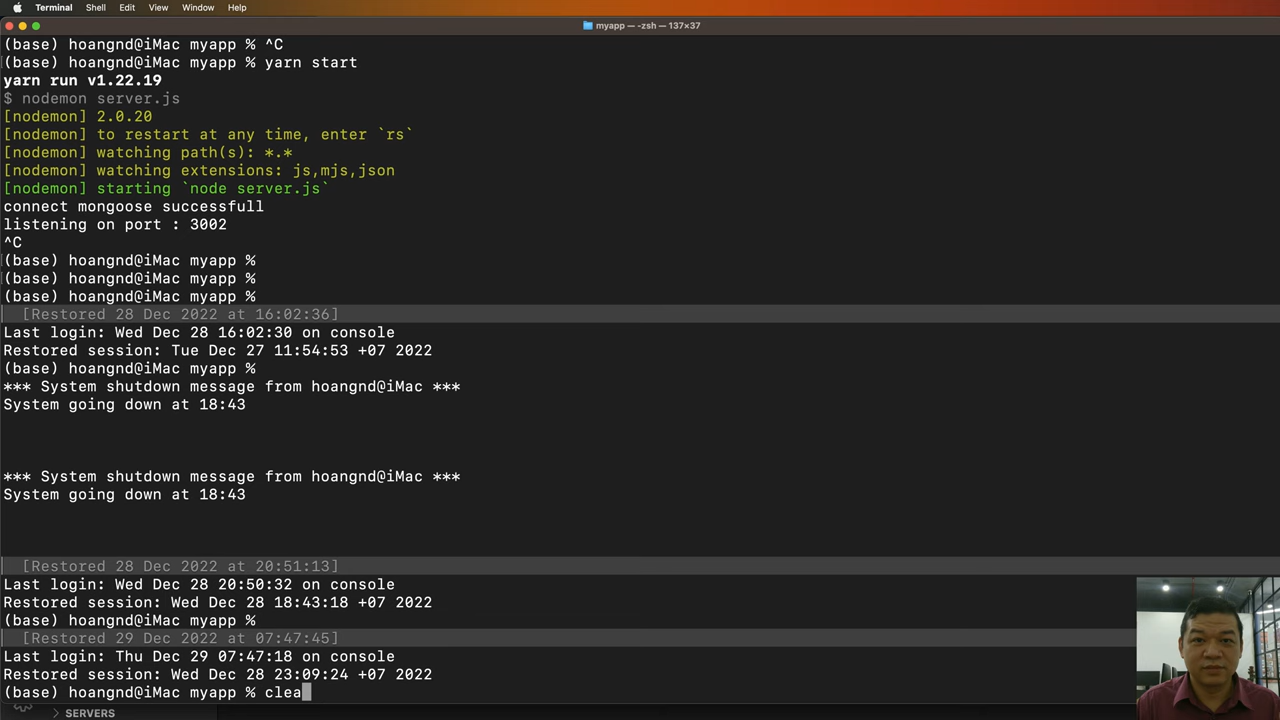 Terminal Shell Edit View Window Help
myapp — -zsh — 137×37
(base) hoangnd@iMac myapp % ^C
(base) hoangnd@iMac myapp % yarn start
yarn run v1.22.19
$ nodemon server.js
[nodemon] 2.0.20
[nodemon] to restart at any time, enter `rs`
[nodemon] watching path(s): *.*
[nodemon] watching extensions: js,mjs,json
[nodemon] starting `node server.js`
connect mongoose successfull
listening on port : 3002
^C
(base) hoangnd@iMac myapp %
(base) hoangnd@iMac myapp %
(base) hoangnd@iMac myapp %
[Restored 28 Dec 2022 at 16:02:36]
Last login: Wed Dec 28 16:02:30 on console
Restored session: Tue Dec 27 11:54:53 +07 2022
(base) hoangnd@iMac myapp %
*** System shutdown message from hoangnd@iMac ***
System going down at 18:43
*** System shutdown message from hoangnd@iMac ***
System going down at 18:43
[Restored 28 Dec 2022 at 20:51:13]
Last login: Wed Dec 28 20:50:32 on console
Restored session: Wed Dec 28 18:43:18 +07 2022
(base) hoangnd@iMac myapp %
[Restored 29 Dec 2022 at 07:47:45]
Last login: Thu Dec 29 07:47:18 on console
Restored session: Wed Dec 28 23:09:24 +07 2022
(base) hoangnd@iMac myapp % clea
> SERVERS